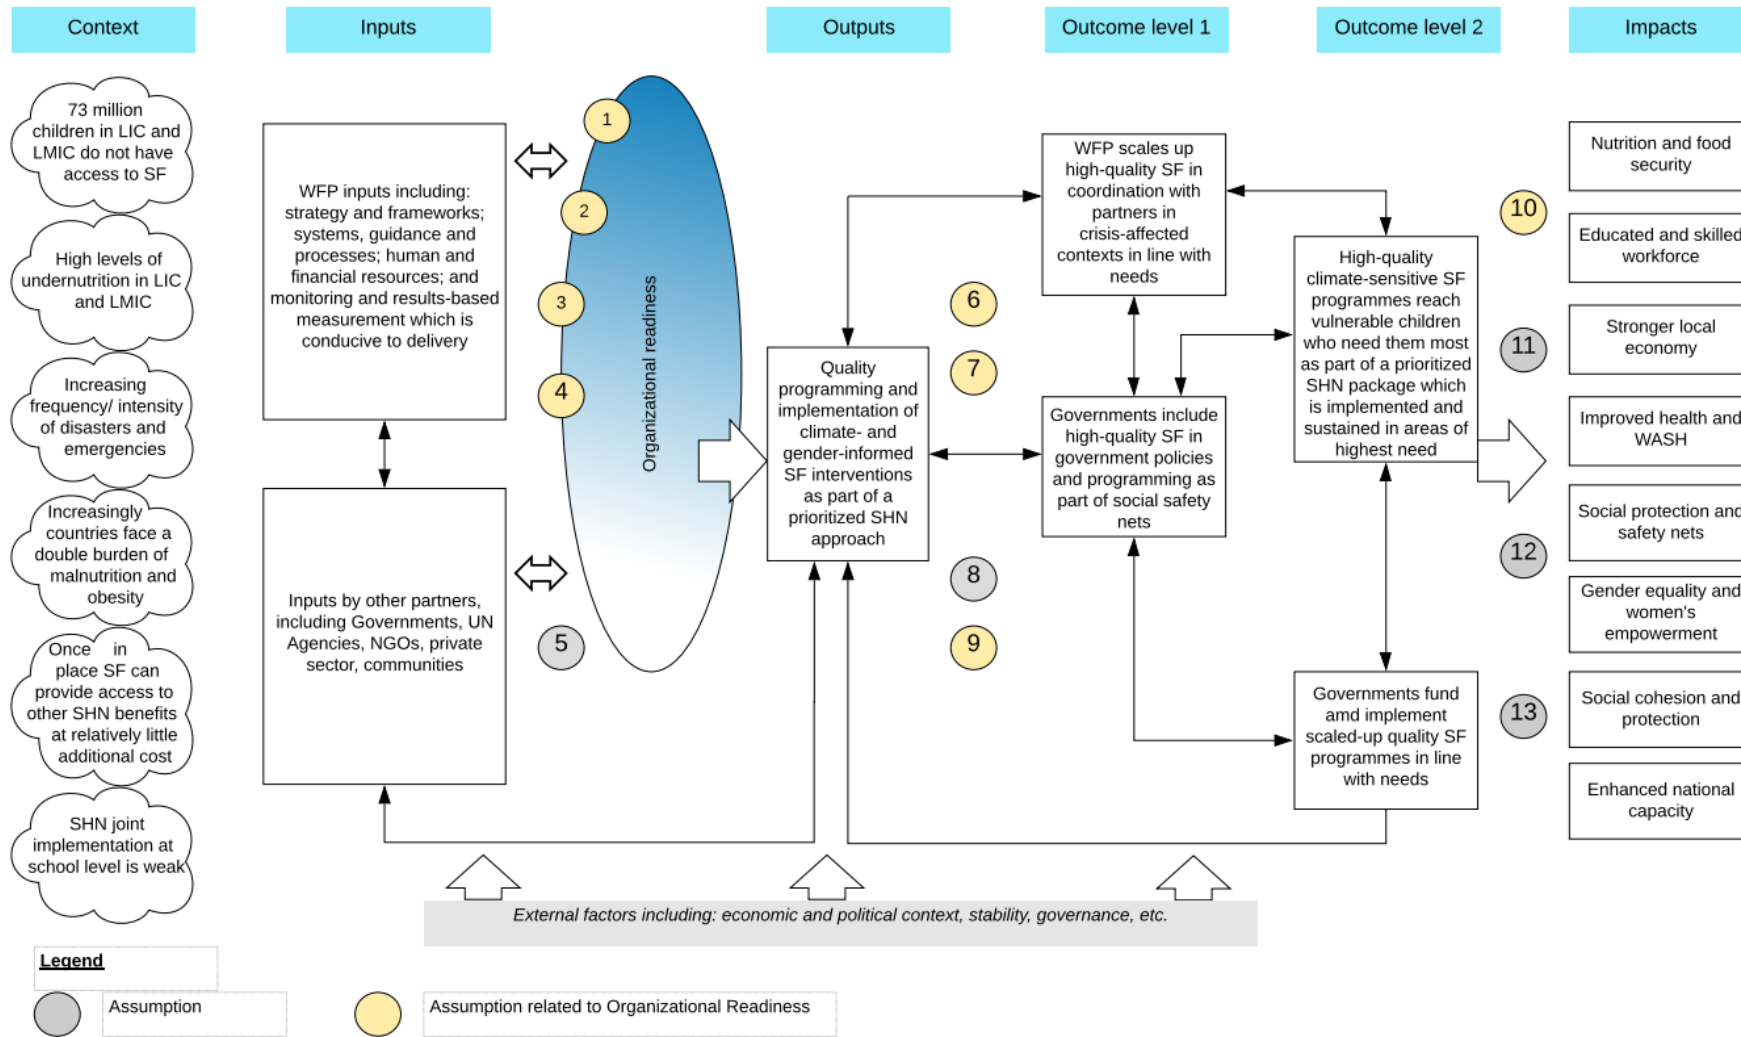 Context
Inputs
Outputs
Outcome level 1
Outcome level 2
Impacts
73 million
children in LIC and
LMIC do not have
access to SF
High levels of
undernutrition in LIC
and LMIC
Increasing
frequency/ intensity
of disasters and
emergencies
Increasingly
countries face a
double burden of
malnutrition and
obesity
Once in
place SF can
provide access to
other SHN benefits
at relatively little
additional cost
SHN joint
implementation at
school level is weak
WFP inputs including:
strategy and frameworks;
systems, guidance and
processes; human and
financial resources; and
monitoring and results-based
measurement which is
conducive to delivery
Inputs by other partners,
including Governments, UN
Agencies, NGOs, private
sector, communities
1
2
3
4
5
Organizational readiness
Quality
programming and
implementation of
climate- and
gender-informed
SF interventions
as part of a
prioritized SHN
approach
6
7
8
9
WFP scales up
high-quality SF in
coordination with
partners in
crisis-affected
contexts in line with
needs
Governments include
high-quality SF in
government policies
and programming as
part of social safety
nets
High-quality
climate-sensitive SF
programmes reach
vulnerable children
who need them most
as part of a prioritized
SHN package which
is implemented and
sustained in areas of
highest need
Governments fund
amd implement
scaled-up quality SF
programmes in line
with needs
10
11
12
13
Nutrition and food
security
Educated and skilled
workforce
Stronger local
economy
Improved health and
WASH
Social protection and
safety nets
Gender equality and
women's
empowerment
Social cohesion and
protection
Enhanced national
capacity
External factors including: economic and political context, stability, governance, etc.
Legend
Assumption
Assumption related to Organizational Readiness